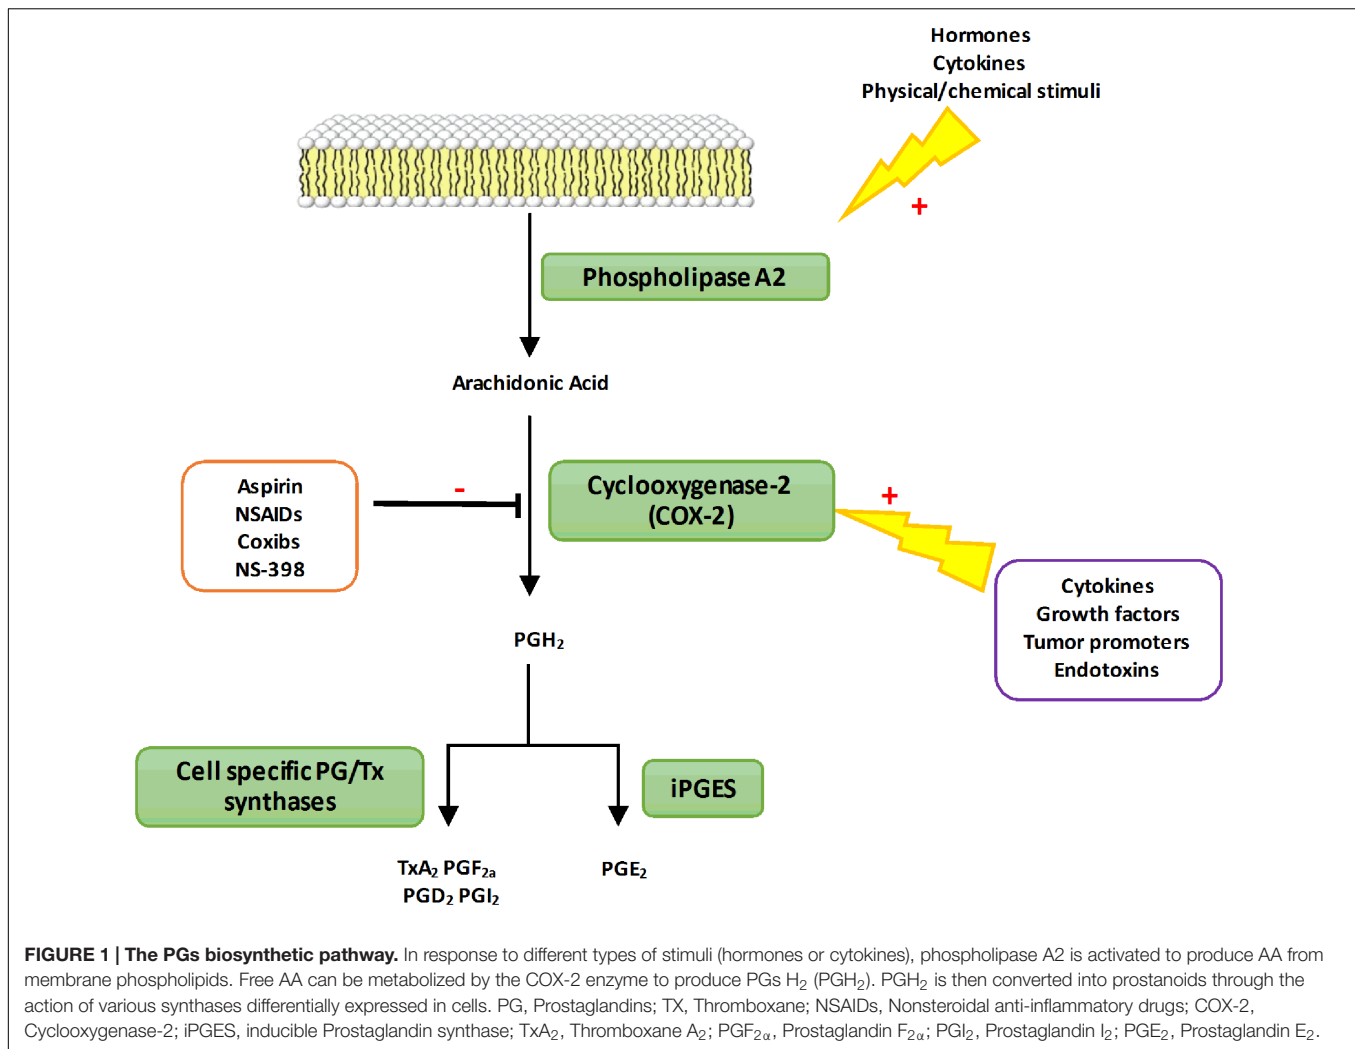 Hormones
Cytokines
Physical/chemical stimuli
+
Phospholipase A2
Arachidonic Acid
Aspirin
NSAIDs
Coxibs
NS-398
-
Cyclooxygenase-2
(COX-2)
+
Cytokines
Growth factors
Tumor promoters
Endotoxins
PGH₂
Cell specific PG/Tx
synthases
iPGES
TxA₂ PGF₂ₐ
PGD₂ PGI₂
PGE₂
FIGURE 1 | The PGs biosynthetic pathway. In response to different types of stimuli (hormones or cytokines), phospholipase A2 is activated to produce AA from
membrane phospholipids. Free AA can be metabolized by the COX-2 enzyme to produce PGs H₂ (PGH₂). PGH₂ is then converted into prostanoids through the
action of various synthases differentially expressed in cells. PG, Prostaglandins; TX, Thromboxane; NSAIDs, Nonsteroidal anti-inflammatory drugs; COX-2,
Cyclooxygenase-2; iPGES, inducible Prostaglandin synthase; TxA₂, Thromboxane A₂; PGF₂α, Prostaglandin F₂α; PGI₂, Prostaglandin I₂; PGE₂, Prostaglandin E₂.